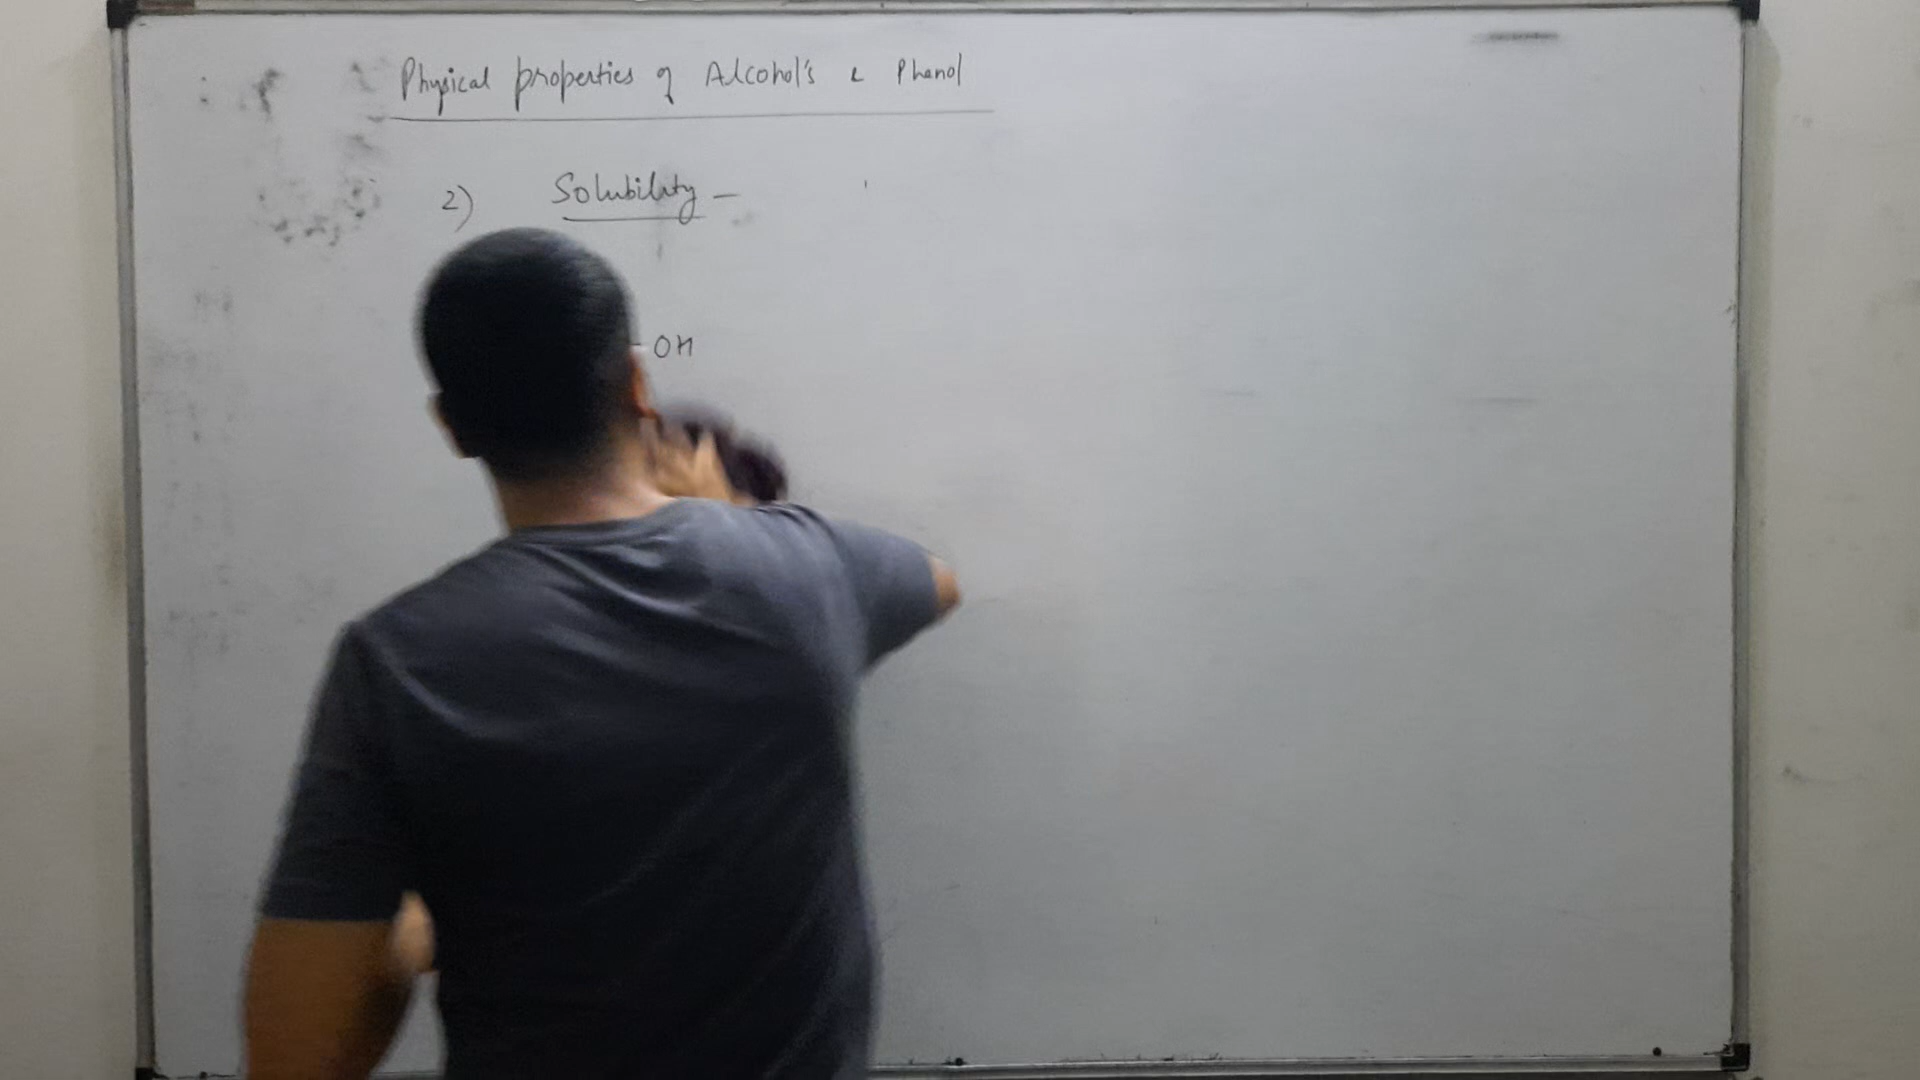 Physical properties of Alcohol's & Phenol
2) Solubility -
- OH